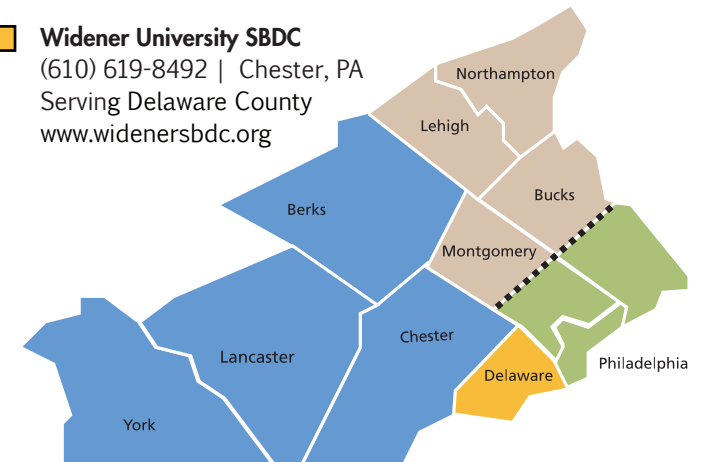 Widener University SBDC
(610) 619-8492 | Chester, PA
Serving Delaware County
www.widenersbdc.org
Northampton
Lehigh
Bucks
Berks
Montgomery
Chester
Lancaster
Philadelphia
Delaware
York